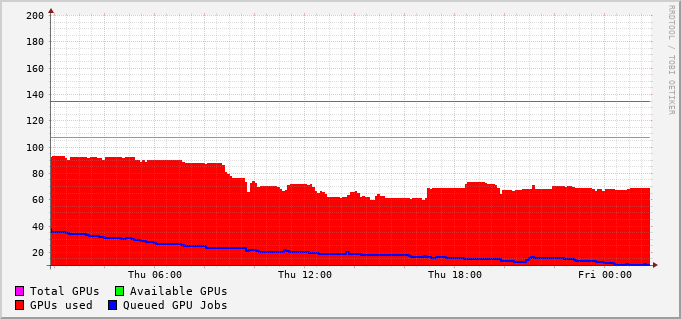 200
180
160
140
120
100
80
60
40
20
Thu 06:00 Thu 12:00 Thu 18:00 Fri 00:00
Total GPUs Available GPUs
GPUs used Queued GPU Jobs
RRDTOOL / TOBI OETIKER